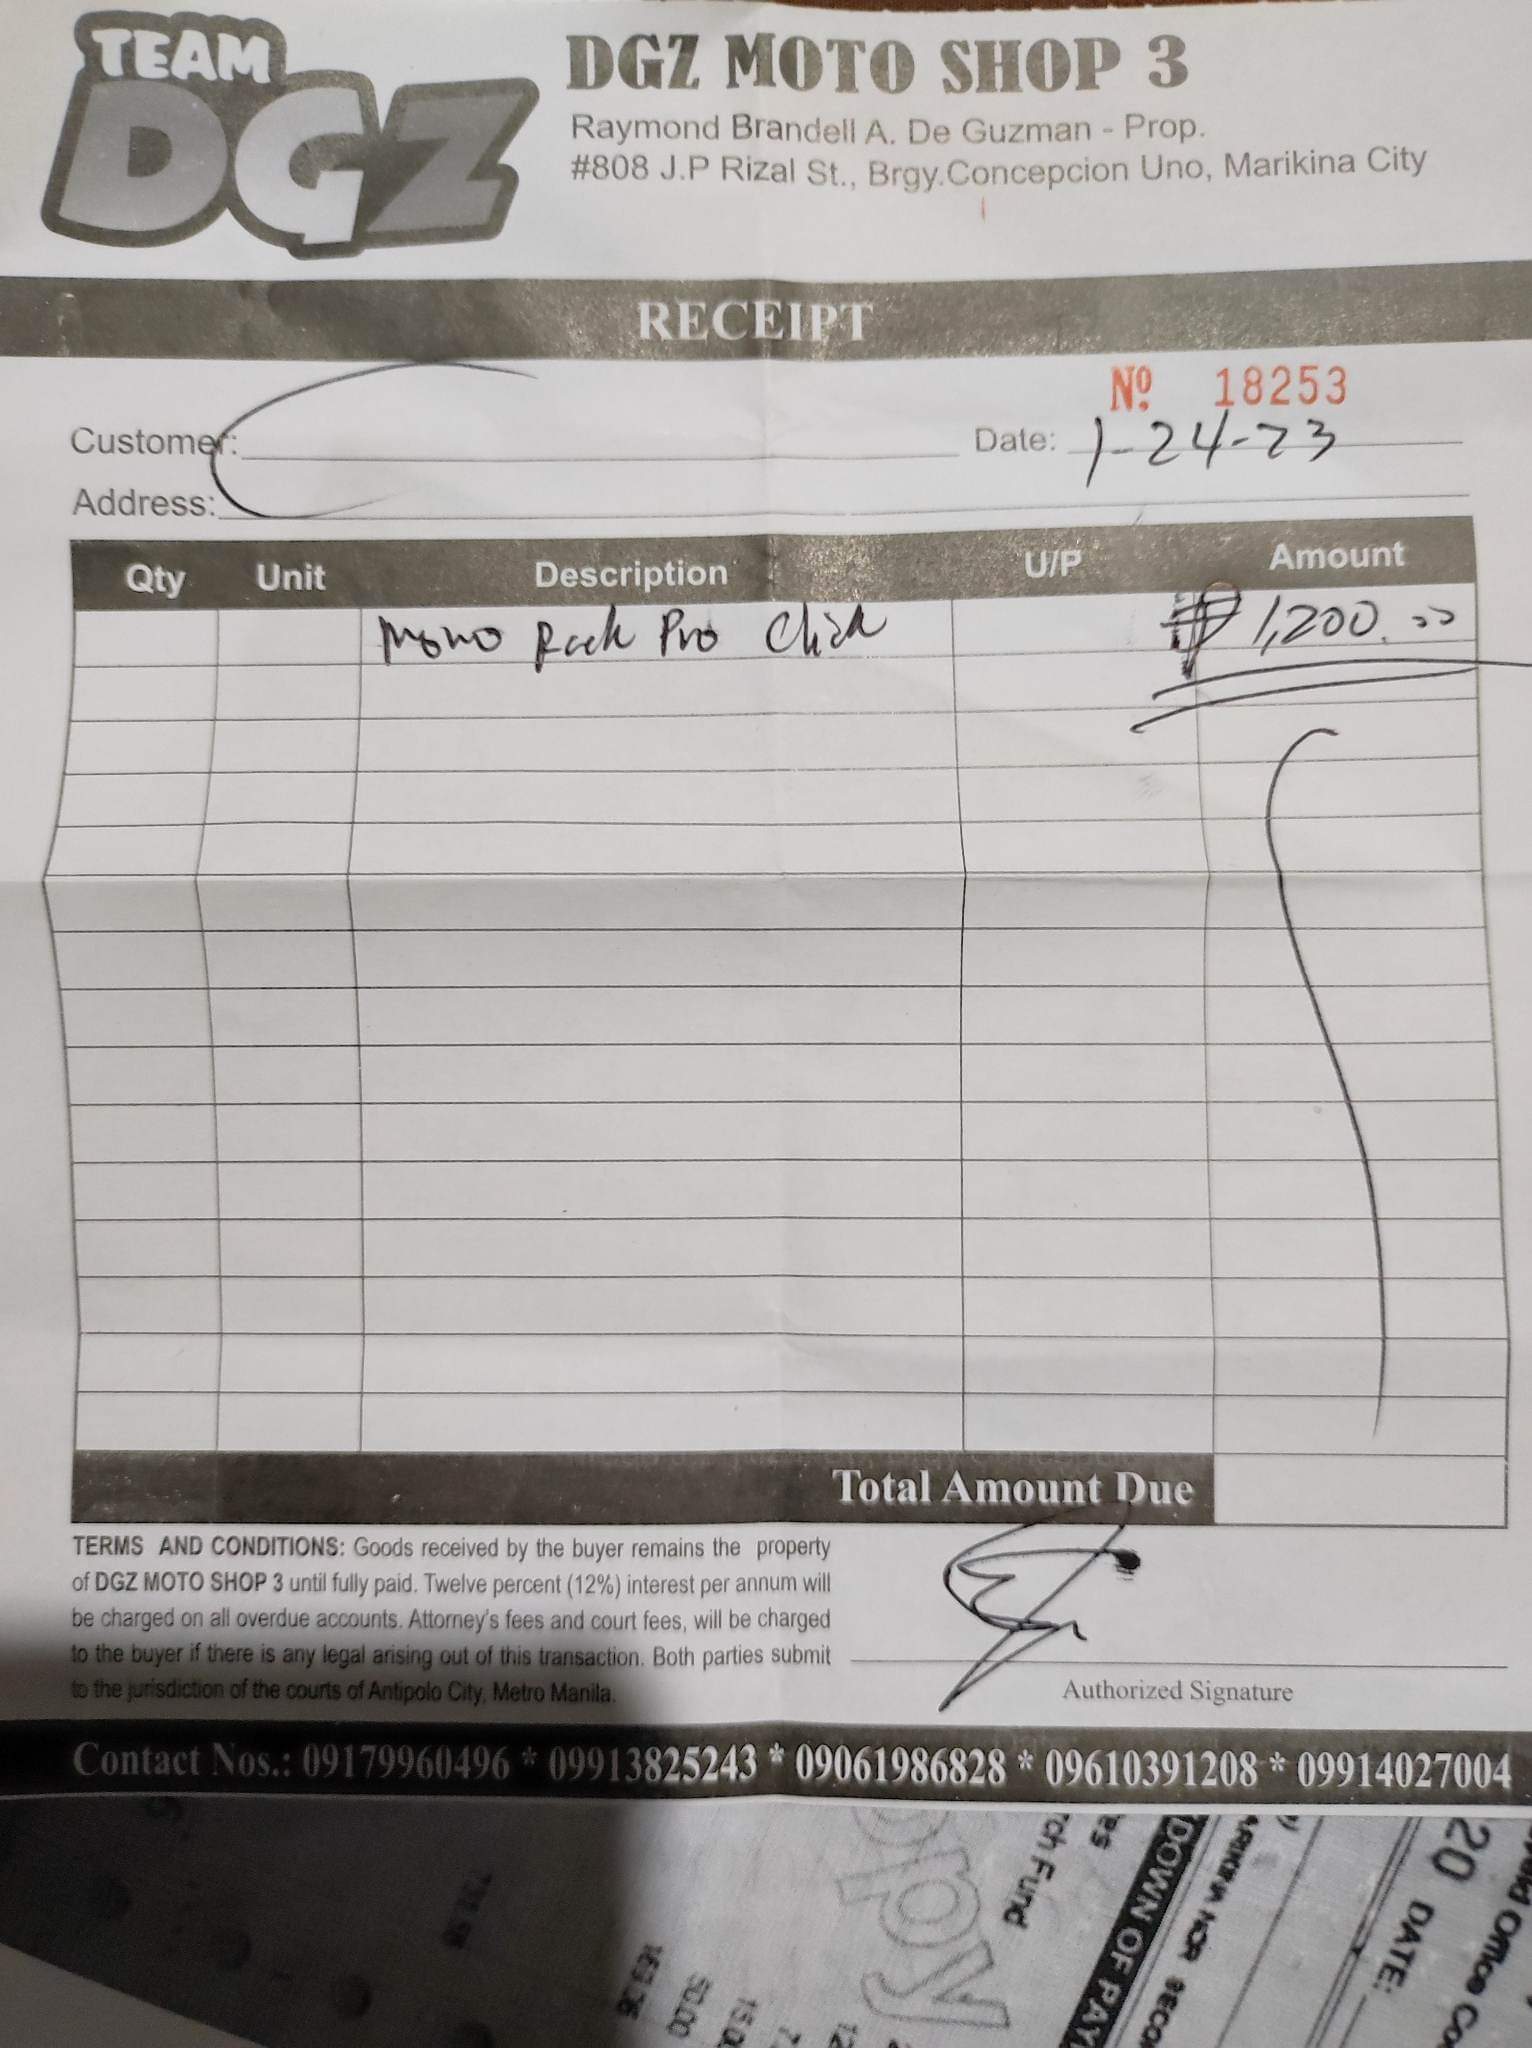 TEAM
DGZ
DGZ MOTO SHOP 3
Raymond Brandell A. De Guzman - Prop.
#808 J.P Rizal St., Brgy.Concepcion Uno, Marikina City
RECEIPT
Nº 18253
Customer: Date: 1-24-23
Address:
Qty Unit Description U/P Amount
Mono Rack Pro Click ₱ 1,200.00
Total Amount Due
TERMS AND CONDITIONS: Goods received by the buyer remains the property
of DGZ MOTO SHOP 3 until fully paid. Twelve percent (12%) interest per annum will
be charged on all overdue accounts. Attorney's fees and court fees, will be charged
to the buyer if there is any legal arising out of this transaction. Both parties submit
to the jurisdiction of the courts of Antipolo City, Metro Manila.
Authorized Signature
Contact Nos.: 09179960496 * 09913825243 * 09061986828 * 09610391208 * 09914027004
rch Fund
DOWN OF PAY
20 DATE:
50.00